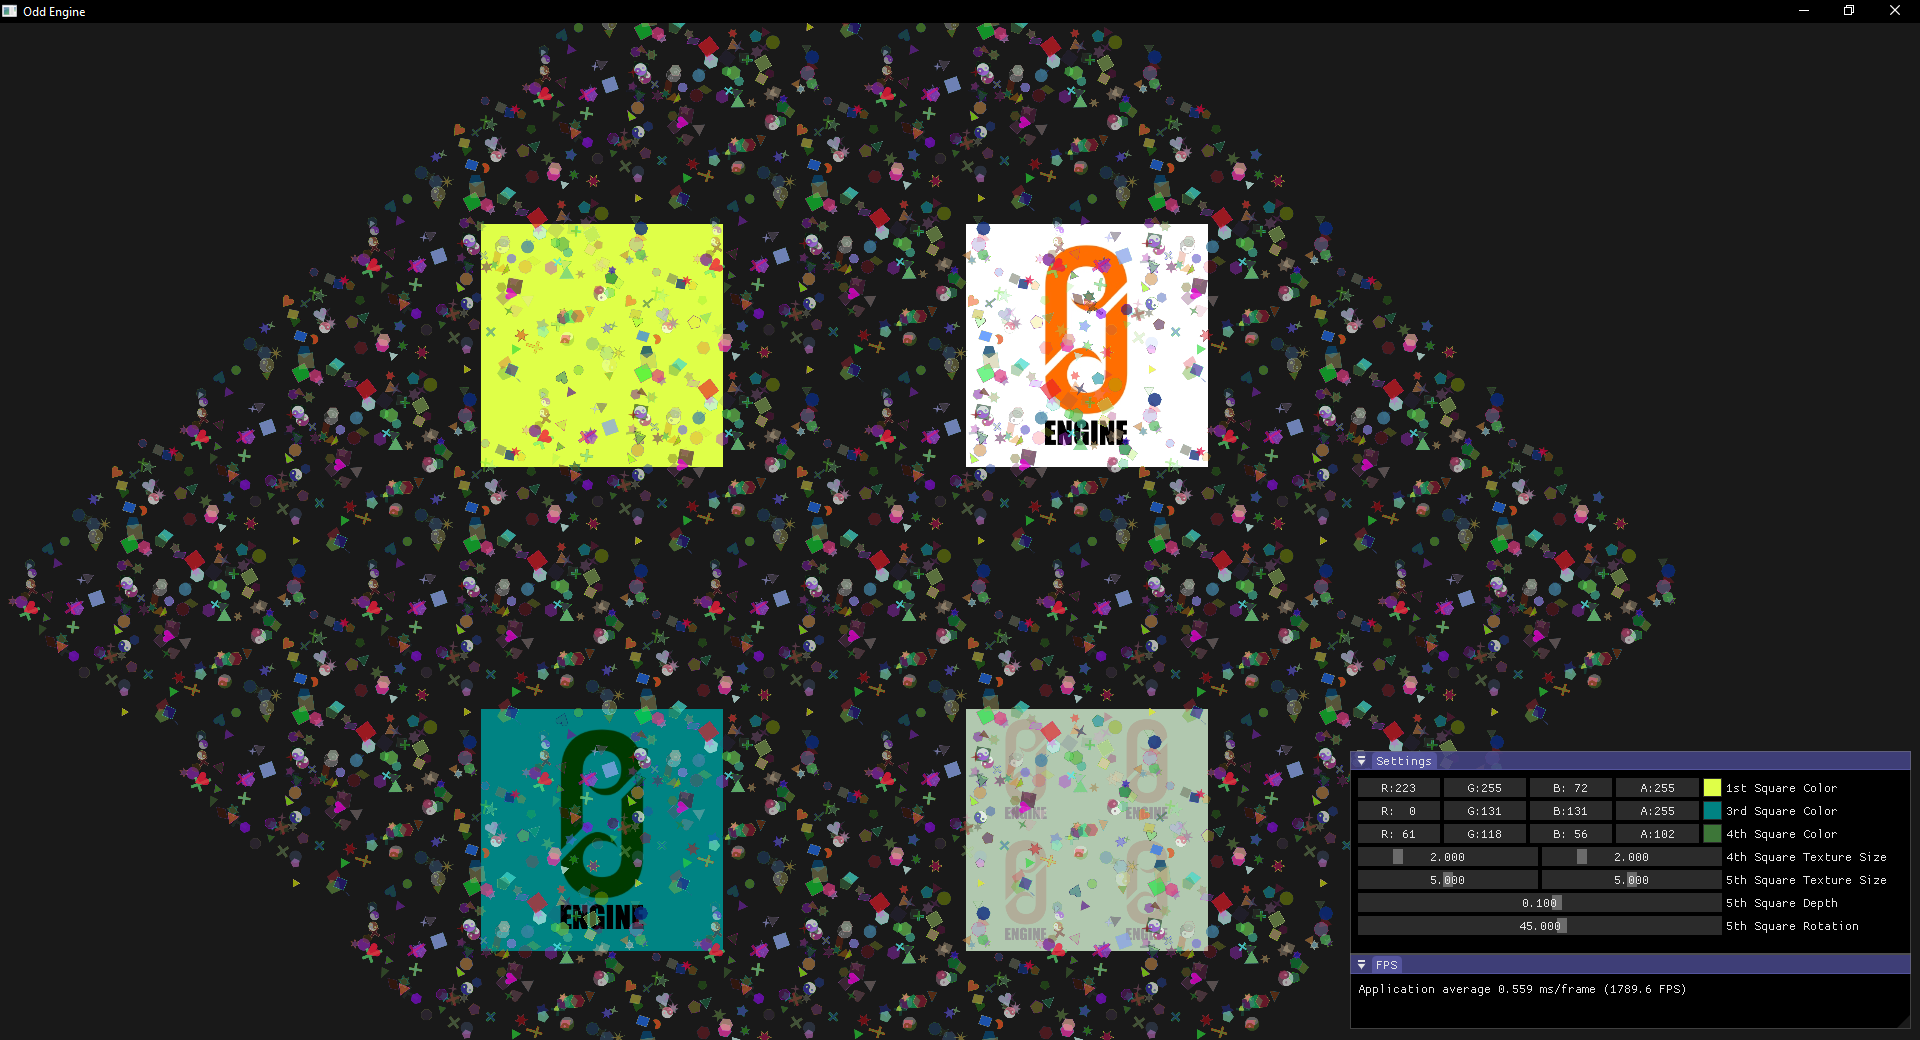 Odd Engine
ENGINE
ENGINE
ENGINE ENGINE
ENGINE ENGINE
Settings
R:223 G:255 B: 72 A:255 1st Square Color
R: 0 G:131 B:131 A:255 3rd Square Color
R: 61 G:118 B: 56 A:102 4th Square Color
2.000 2.000 4th Square Texture Size
5.000 5.000 5th Square Texture Size
0.100 5th Square Depth
45.000 5th Square Rotation
FPS
Application average 0.559 ms/frame (1789.6 FPS)